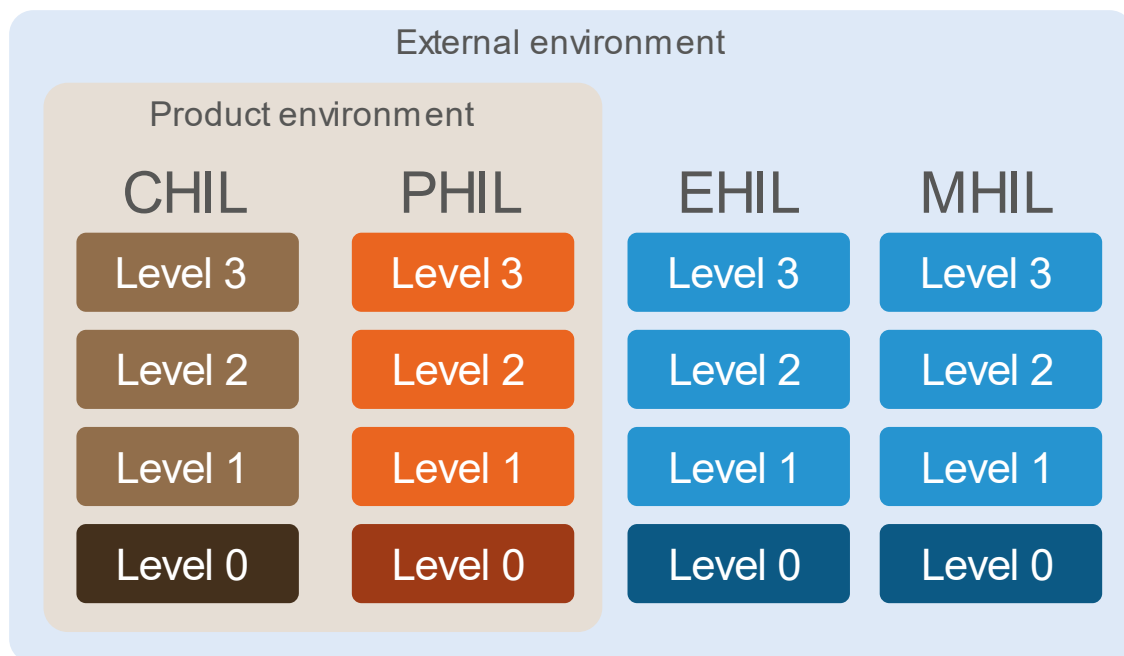 External environment
Product environment
CHIL PHIL EHIL MHIL
Level 3 Level 3 Level 3 Level 3
Level 2 Level 2 Level 2 Level 2
Level 1 Level 1 Level 1 Level 1
Level 0 Level 0 Level 0 Level 0